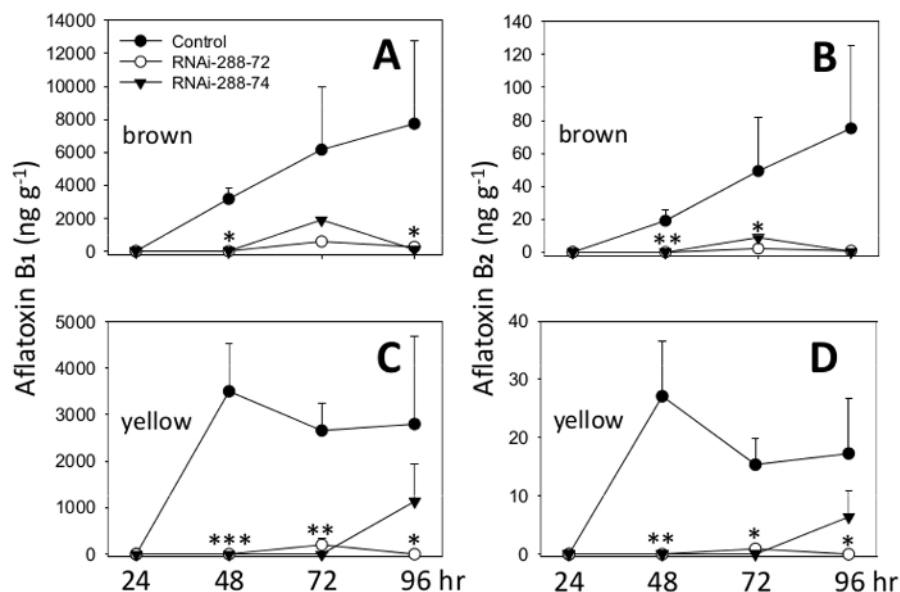 Aflatoxin B₁ (ng g⁻¹)
14000
12000
10000
8000
6000
4000
2000
0
Control
RNAi-288-72
RNAi-288-74
A
brown
*
*
Aflatoxin B₂ (ng g⁻¹)
140
120
100
80
60
40
20
0
B
brown
**
*
5000
4000
3000
2000
1000
0
C
yellow
***
**
*
24 48 72 96 hr
40
30
20
10
0
D
yellow
**
*
*
24 48 72 96 hr